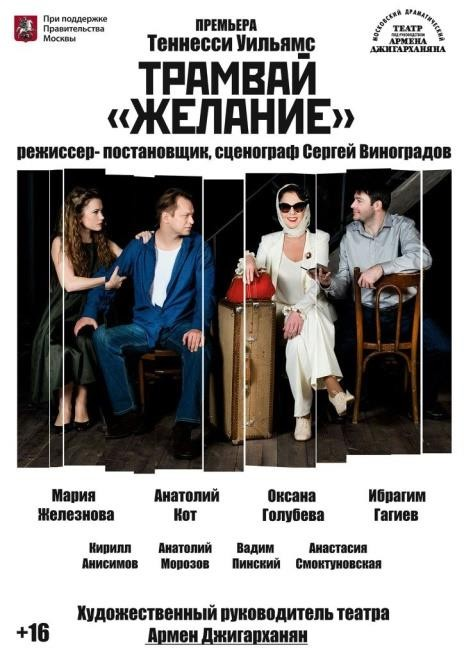 При поддержке
Правительства
Москвы
ПРЕМЬЕРА
Теннесси Уильямс
ТРАМВАЙ
«ЖЕЛАНИЕ»
МОСКОВСКИЙ ДРАМАТИЧЕСКИЙ
ТЕАТР
ПОД РУКОВОДСТВОМ
АРМЕНА
ДЖИГАРХАНЯНА
режиссер- постановщик, сценограф Сергей Виноградов
Мария Железнова
Анатолий Кот
Оксана Голубева
Ибрагим Гагиев
Кирилл Анисимов
Анатолий Морозов
Вадим Пинский
Анастасия Смоктуновская
Художественный руководитель театра
+16
Армен Джигарханян